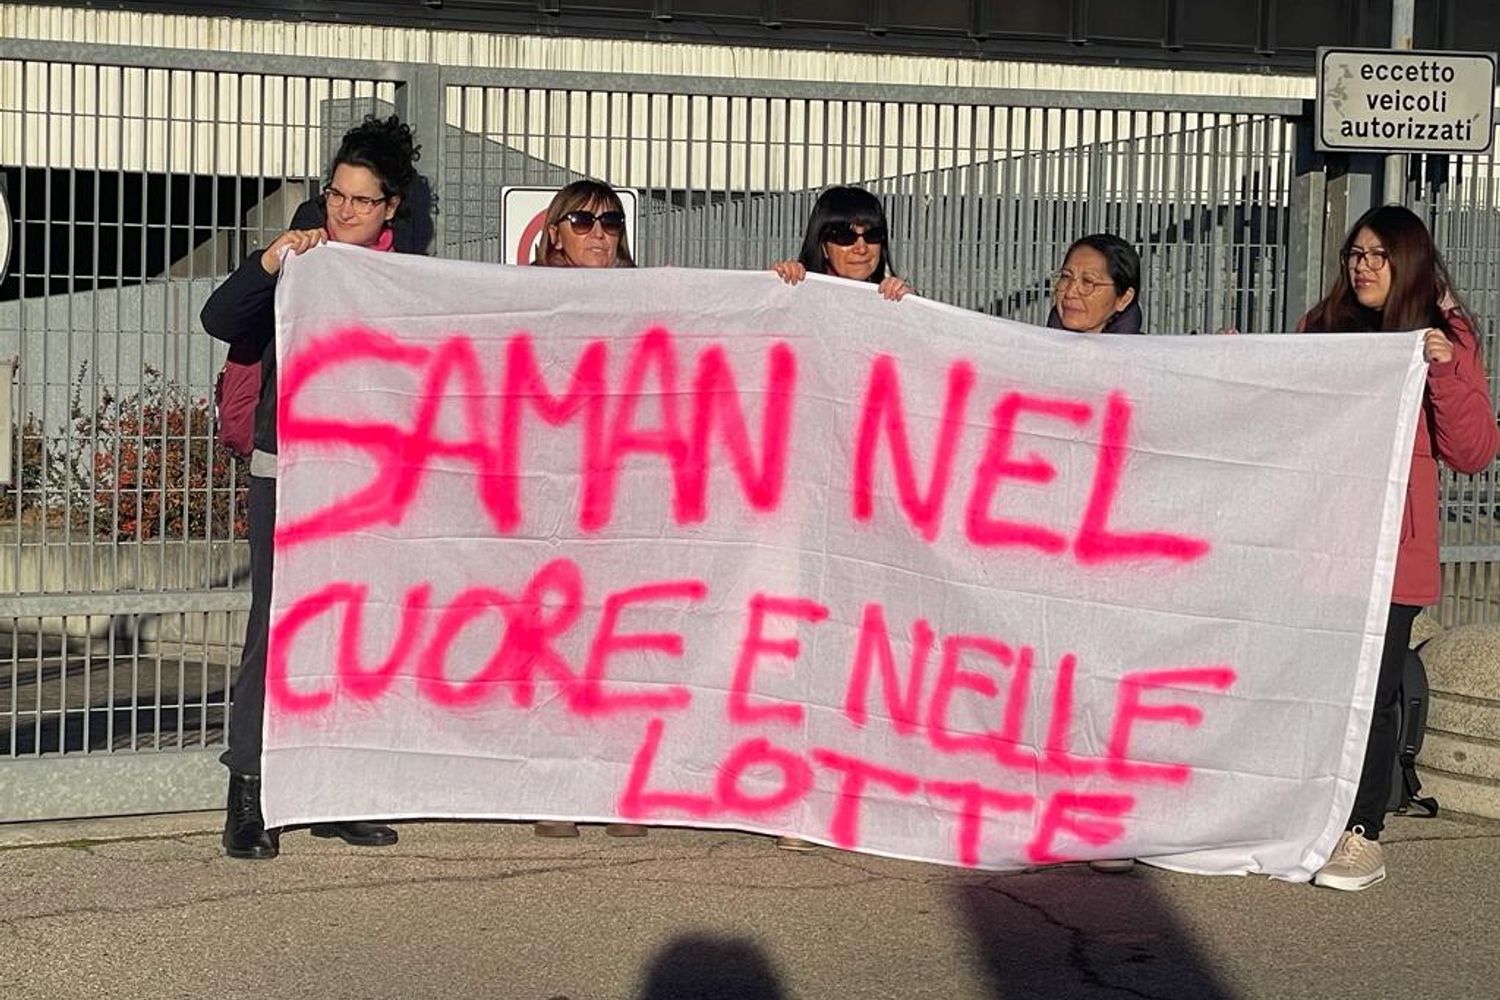 eccetto
veicoli
autorizzati
SAMAN NEL
CUORE E NELLE
LOTTE